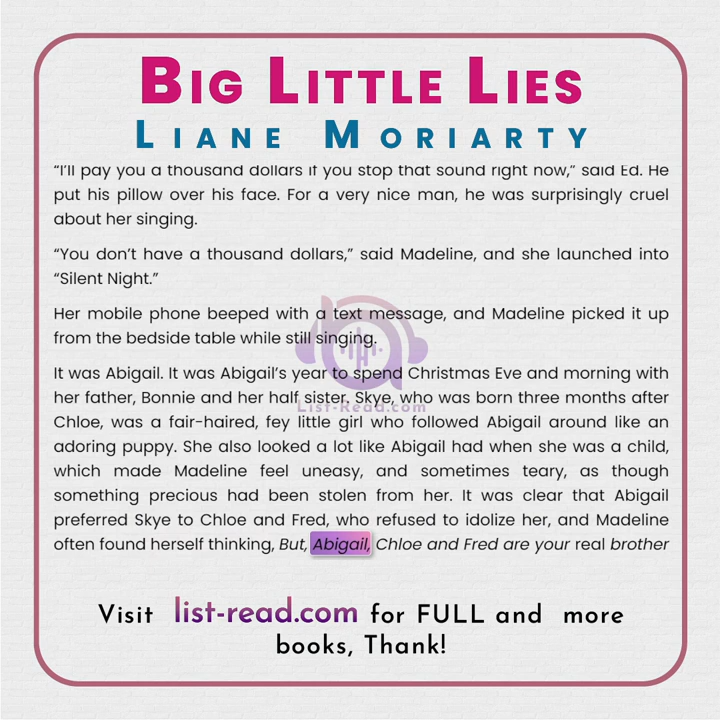 BIG LITTLE LIES
LIANE MORIARTY
“I’ll pay you a thousand dollars if you stop that sound right now,” said Ed. He
put his pillow over his face. For a very nice man, he was surprisingly cruel
about her singing.
“You don’t have a thousand dollars,” said Madeline, and she launched into
“Silent Night.”
Her mobile phone beeped with a text message, and Madeline picked it up
from the bedside table while still singing.
It was Abigail. It was Abigail’s year to spend Christmas Eve and morning with
her father, Bonnie and her half sister. Skye, who was born three months after
Chloe, was a fair-haired, fey little girl who followed Abigail around like an
adoring puppy. She also looked a lot like Abigail had when she was a child,
which made Madeline feel uneasy, and sometimes teary, as though
something precious had been stolen from her. It was clear that Abigail
preferred Skye to Chloe and Fred, who refused to idolize her, and Madeline
often found herself thinking, But, Abigail, Chloe and Fred are your real brother
List-Read.com
Visit list-read.com for FULL and more
books, Thank!